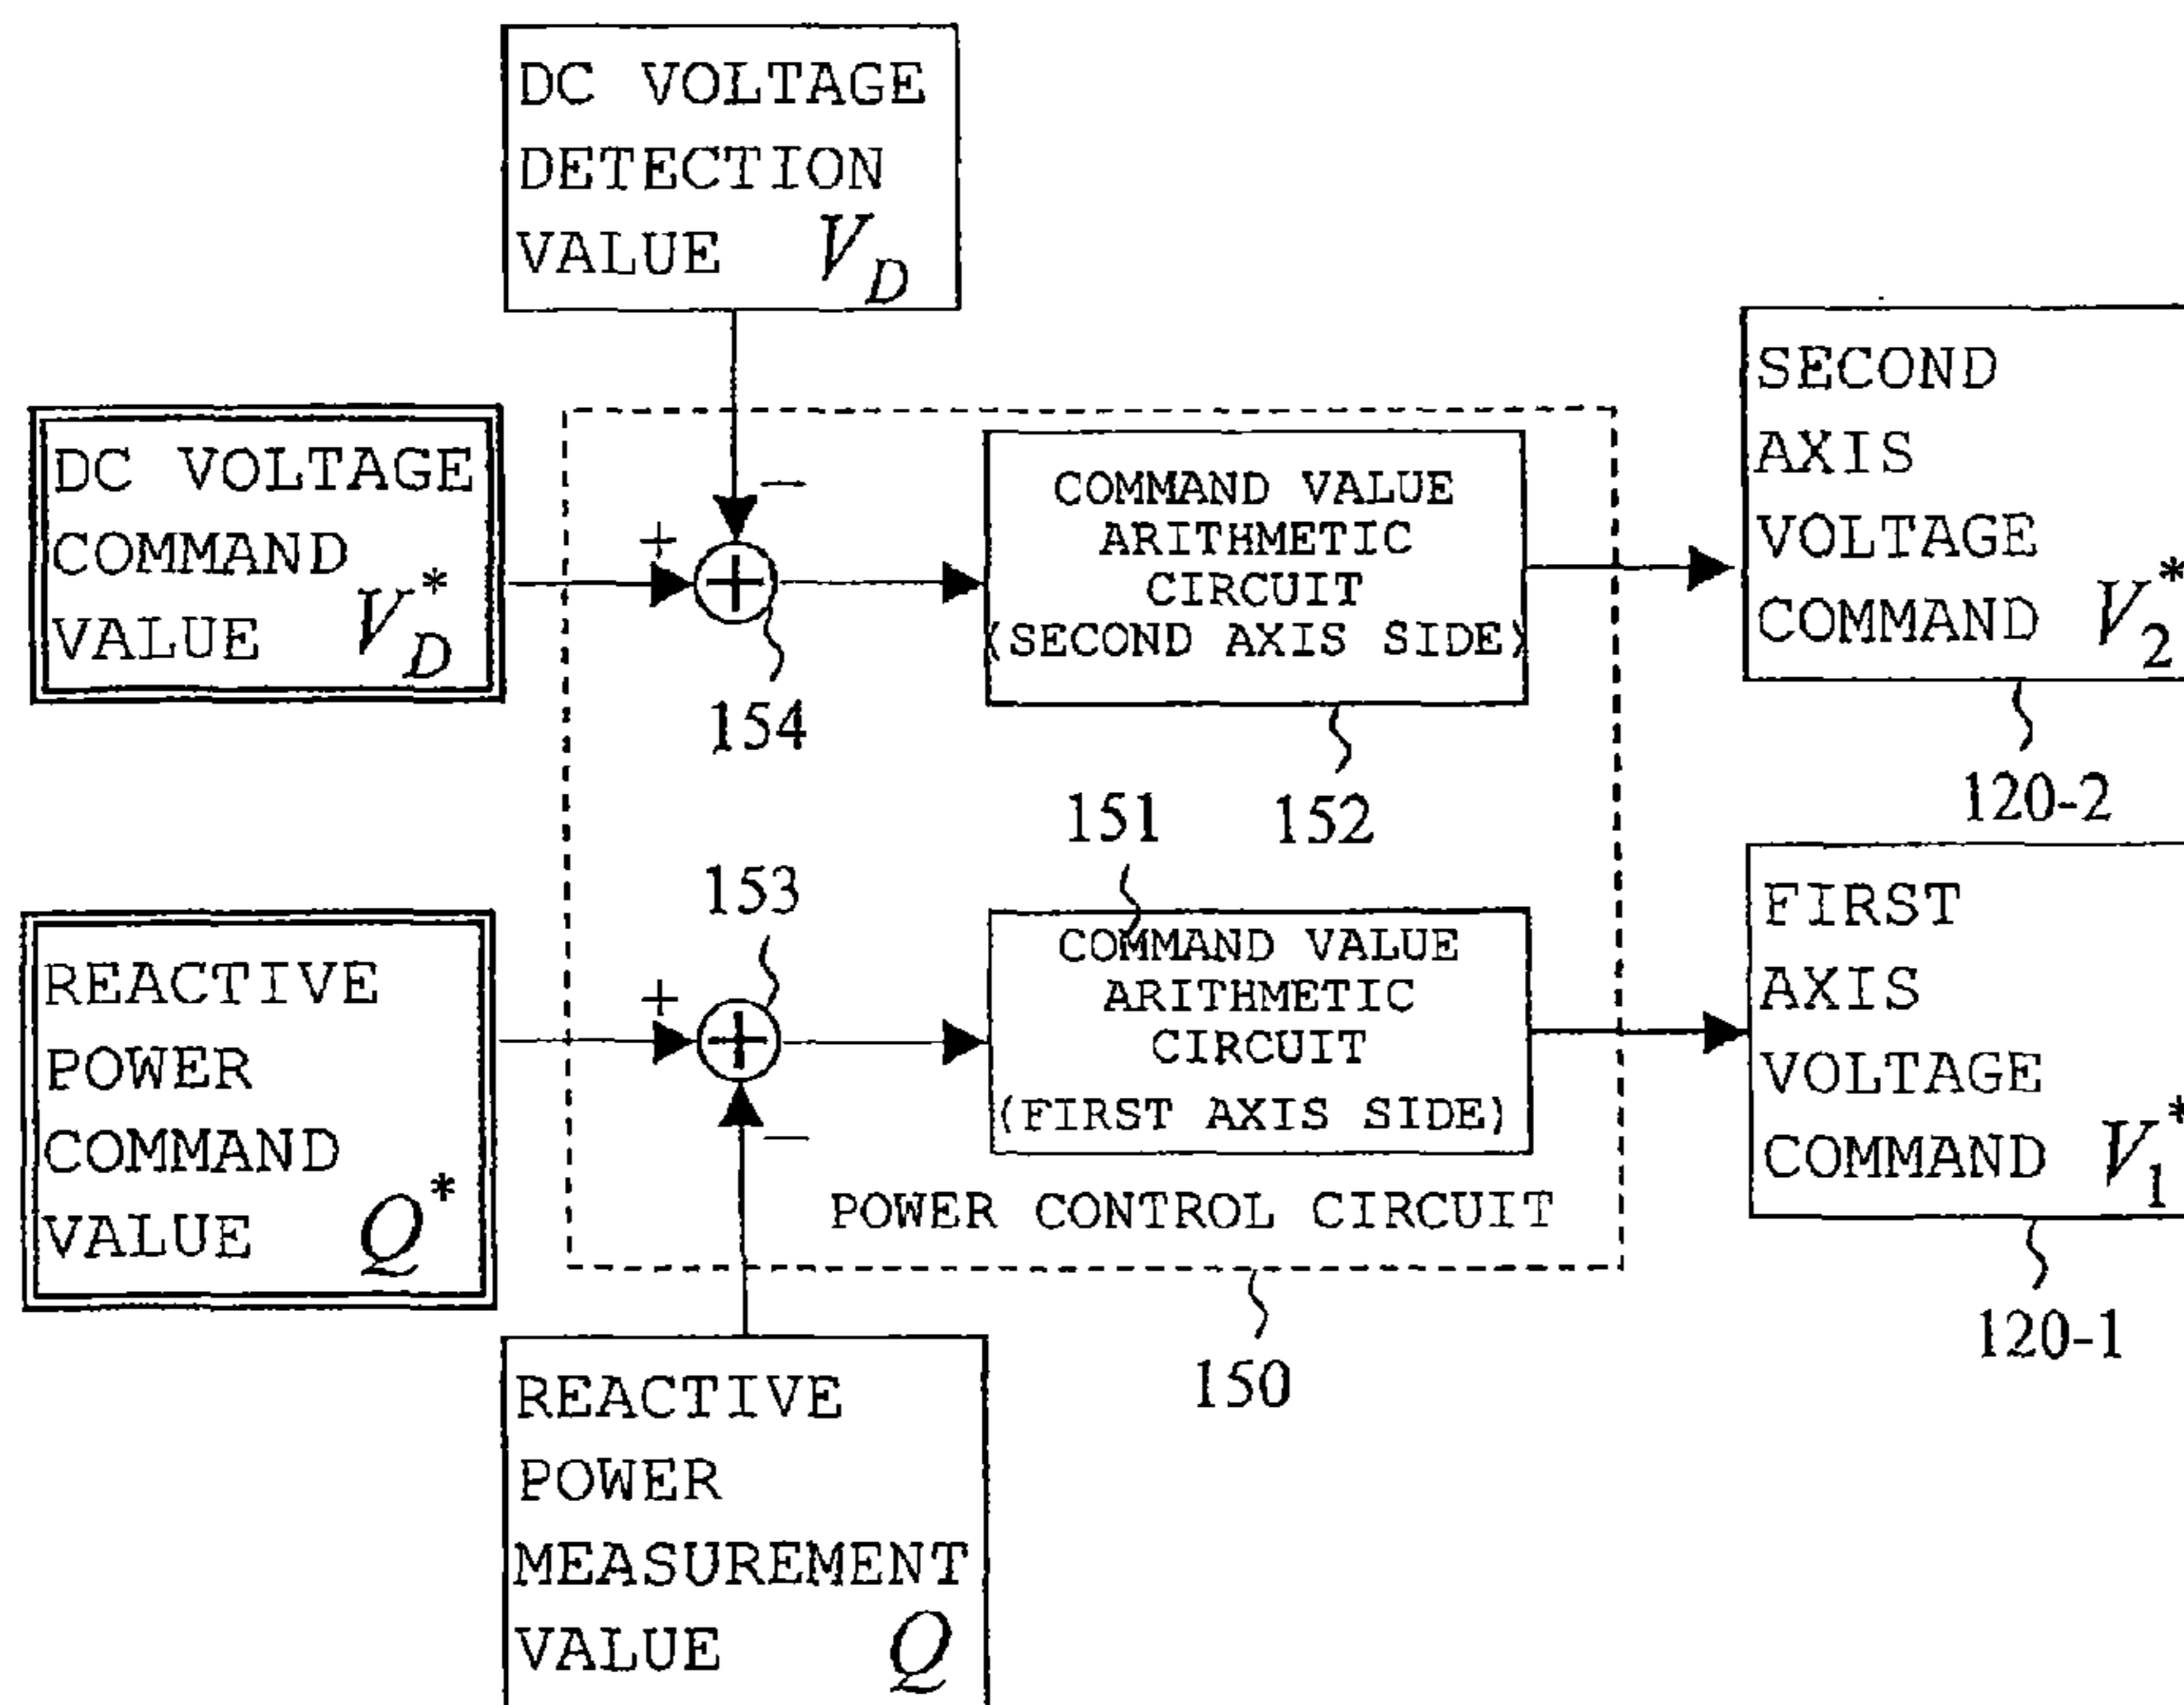 DC VOLTAGE
DETECTION
VALUE V_D
DC VOLTAGE
COMMAND
VALUE V_D^*
+
−
154
COMMAND VALUE
ARITHMETIC
CIRCUIT
(SECOND AXIS SIDE)
152
SECOND
AXIS
VOLTAGE
COMMAND V_2^*
120-2
REACTIVE
POWER
COMMAND
VALUE Q^*
153
+
−
151
COMMAND VALUE
ARITHMETIC
CIRCUIT
(FIRST AXIS SIDE)
POWER CONTROL CIRCUIT
150
FIRST
AXIS
VOLTAGE
COMMAND V_1^*
120-1
REACTIVE
POWER
MEASUREMENT
VALUE Q